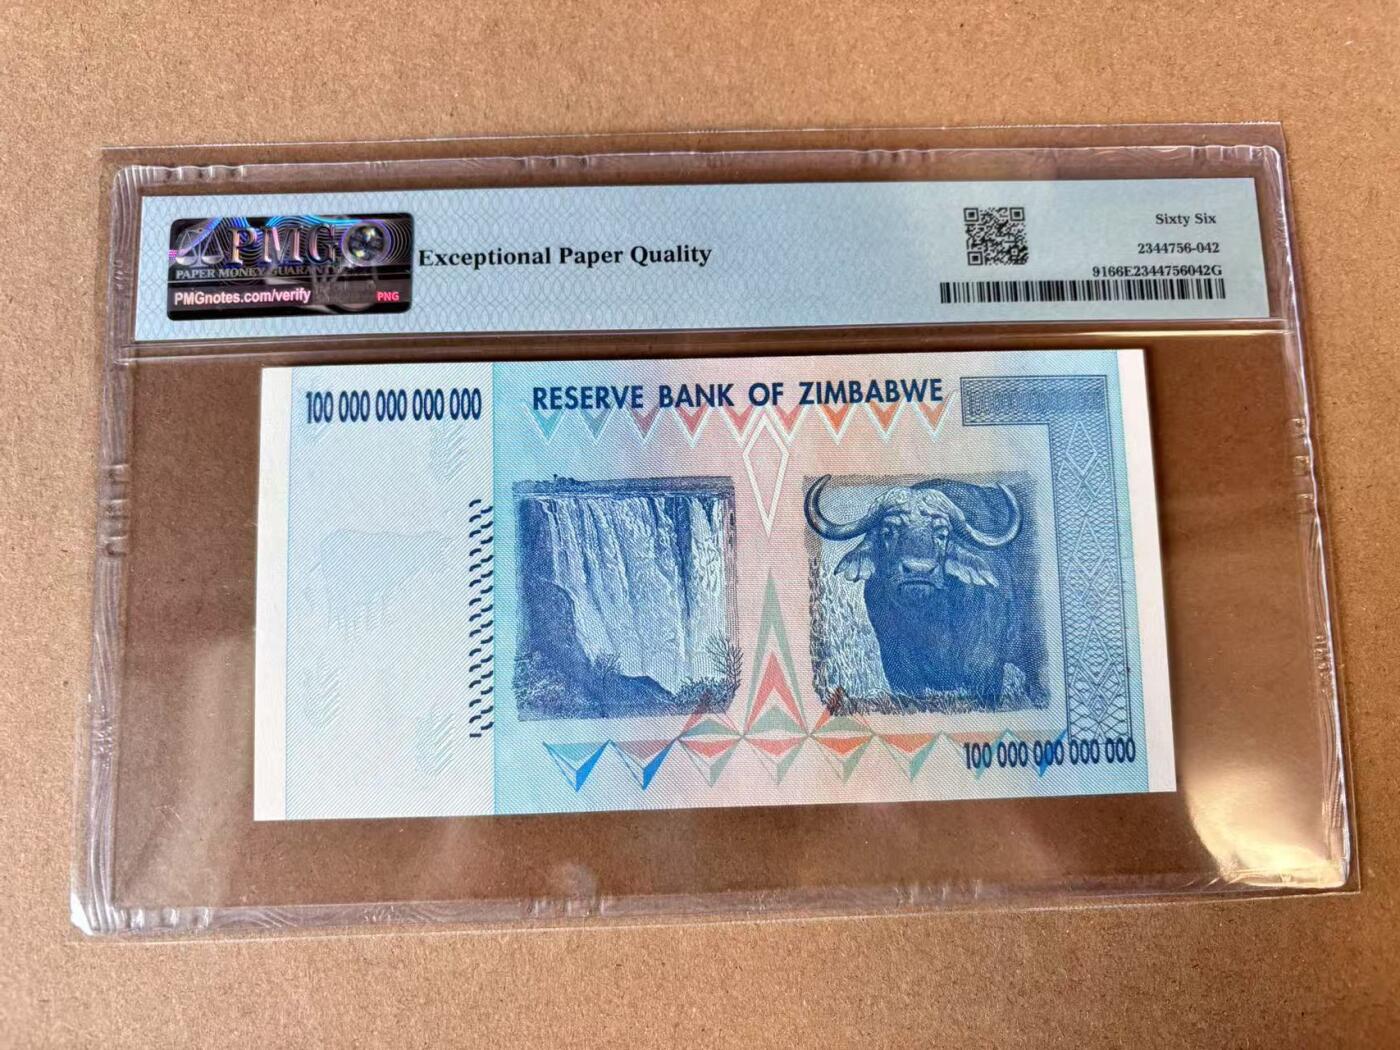 PMG
PAPER MONEY GUARANTY
PMGnotes.com/verify
PNG
Exceptional Paper Quality
Sixty Six
2344756-042
9166E2344756042G
100 000 000 000 000
RESERVE BANK OF ZIMBABWE
100 000 000 000 000